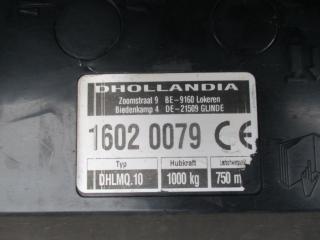 DHOLLANDIA
Zoomstraat 9 BE-9160 Lokeren
Biedenkamp 4 DE-21509 GLINDE
1602 0079 CE
Typ Hubkraft
DHLMQ.10 1000 kg 750 m